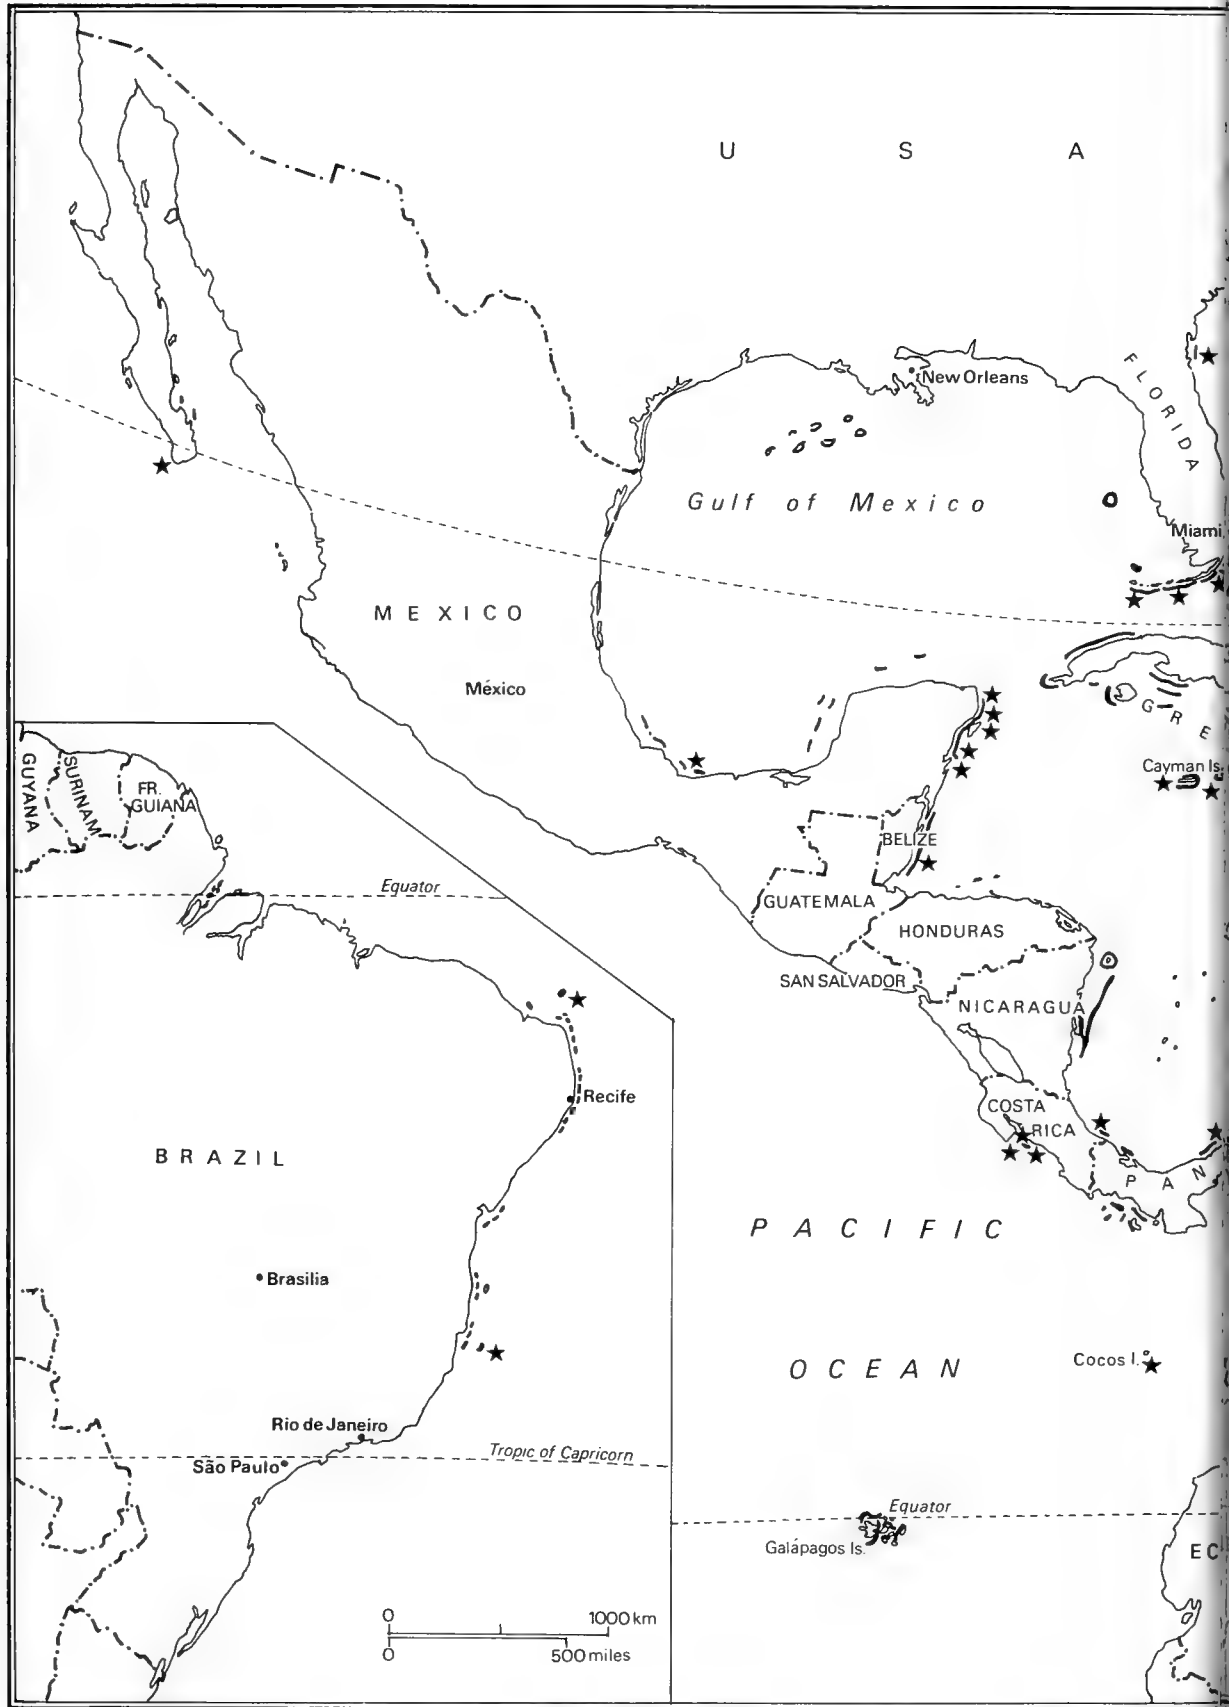 U S A
FLORIDA
New Orleans
Gulf of Mexico
Miami
MEXICO
México
GRE
Cayman Is.
GUYANA
SURINAM
FR.
GUIANA
BELIZE
Equator
GUATEMALA
HONDURAS
SAN SALVADOR
NICARAGUA
Recife
COSTA
RICA
BRAZIL
PAN
PACIFIC
OCEAN
Brasilia
Cocos I.
Rio de Janeiro
Tropic of Capricorn
São Paulo
Equator
Galápagos Is.
EC
0 1000 km
0 500 miles